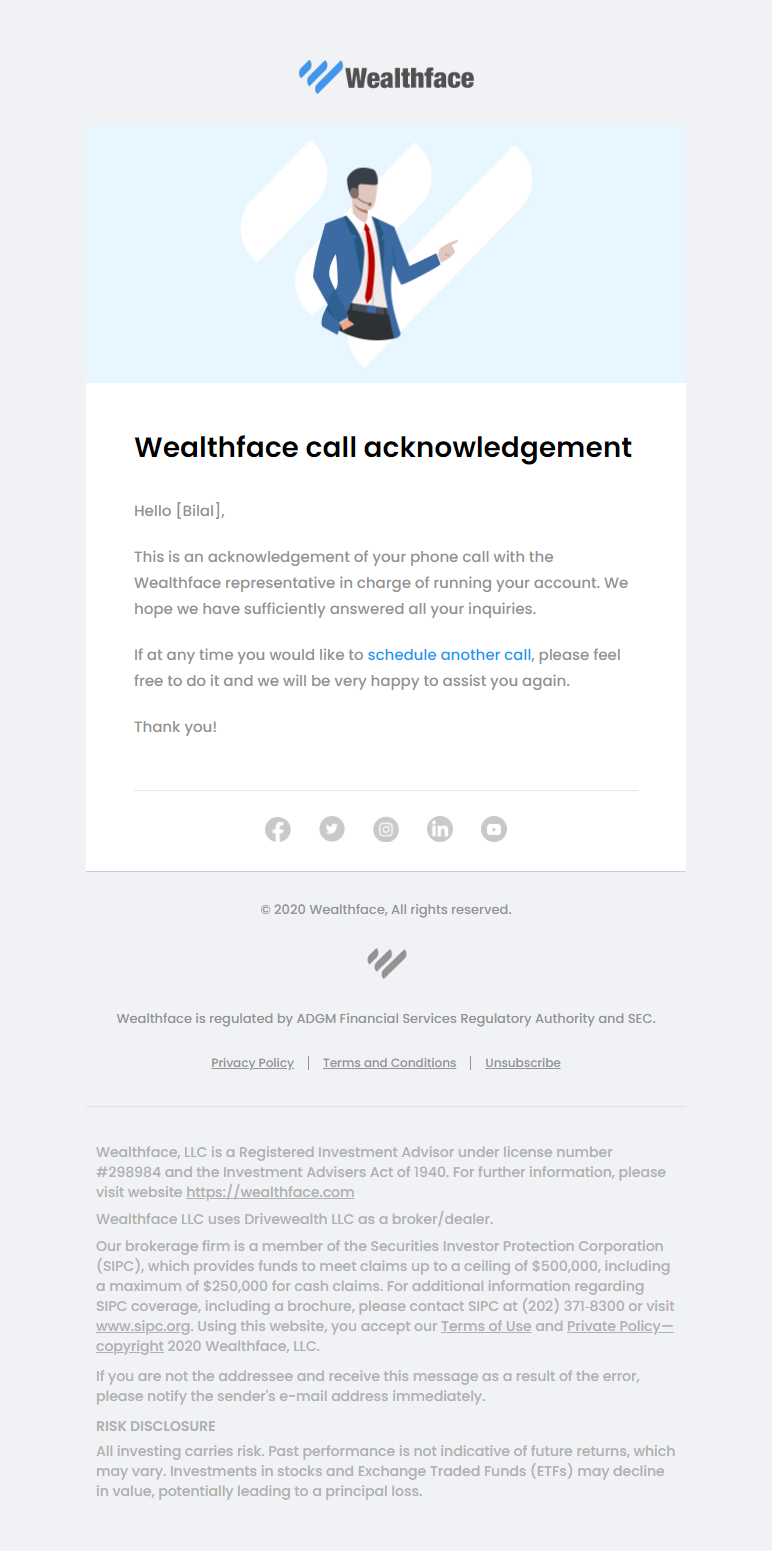 Wealthface
Wealthface call acknowledgement
Hello [Bilal],
This is an acknowledgement of your phone call with the
Wealthface representative in charge of running your account. We
hope we have sufficiently answered all your inquiries.
If at any time you would like to schedule another call, please feel
free to do it and we will be very happy to assist you again.
Thank you!
© 2020 Wealthface, All rights reserved.
Wealthface is regulated by ADGM Financial Services Regulatory Authority and SEC.
Privacy Policy | Terms and Conditions | Unsubscribe
Wealthface, LLC is a Registered Investment Advisor under license number
#298984 and the Investment Advisers Act of 1940. For further information, please
visit website https://wealthface.com
Wealthface LLC uses Drivewealth LLC as a broker/dealer.
Our brokerage firm is a member of the Securities Investor Protection Corporation
(SIPC), which provides funds to meet claims up to a ceiling of $500,000, including
a maximum of $250,000 for cash claims. For additional information regarding
SIPC coverage, including a brochure, please contact SIPC at (202) 371-8300 or visit
www.sipc.org. Using this website, you accept our Terms of Use and Private Policy—
copyright 2020 Wealthface, LLC.
If you are not the addressee and receive this message as a result of the error,
please notify the sender's e-mail address immediately.
RISK DISCLOSURE
All investing carries risk. Past performance is not indicative of future returns, which
may vary. Investments in stocks and Exchange Traded Funds (ETFs) may decline
in value, potentially leading to a principal loss.